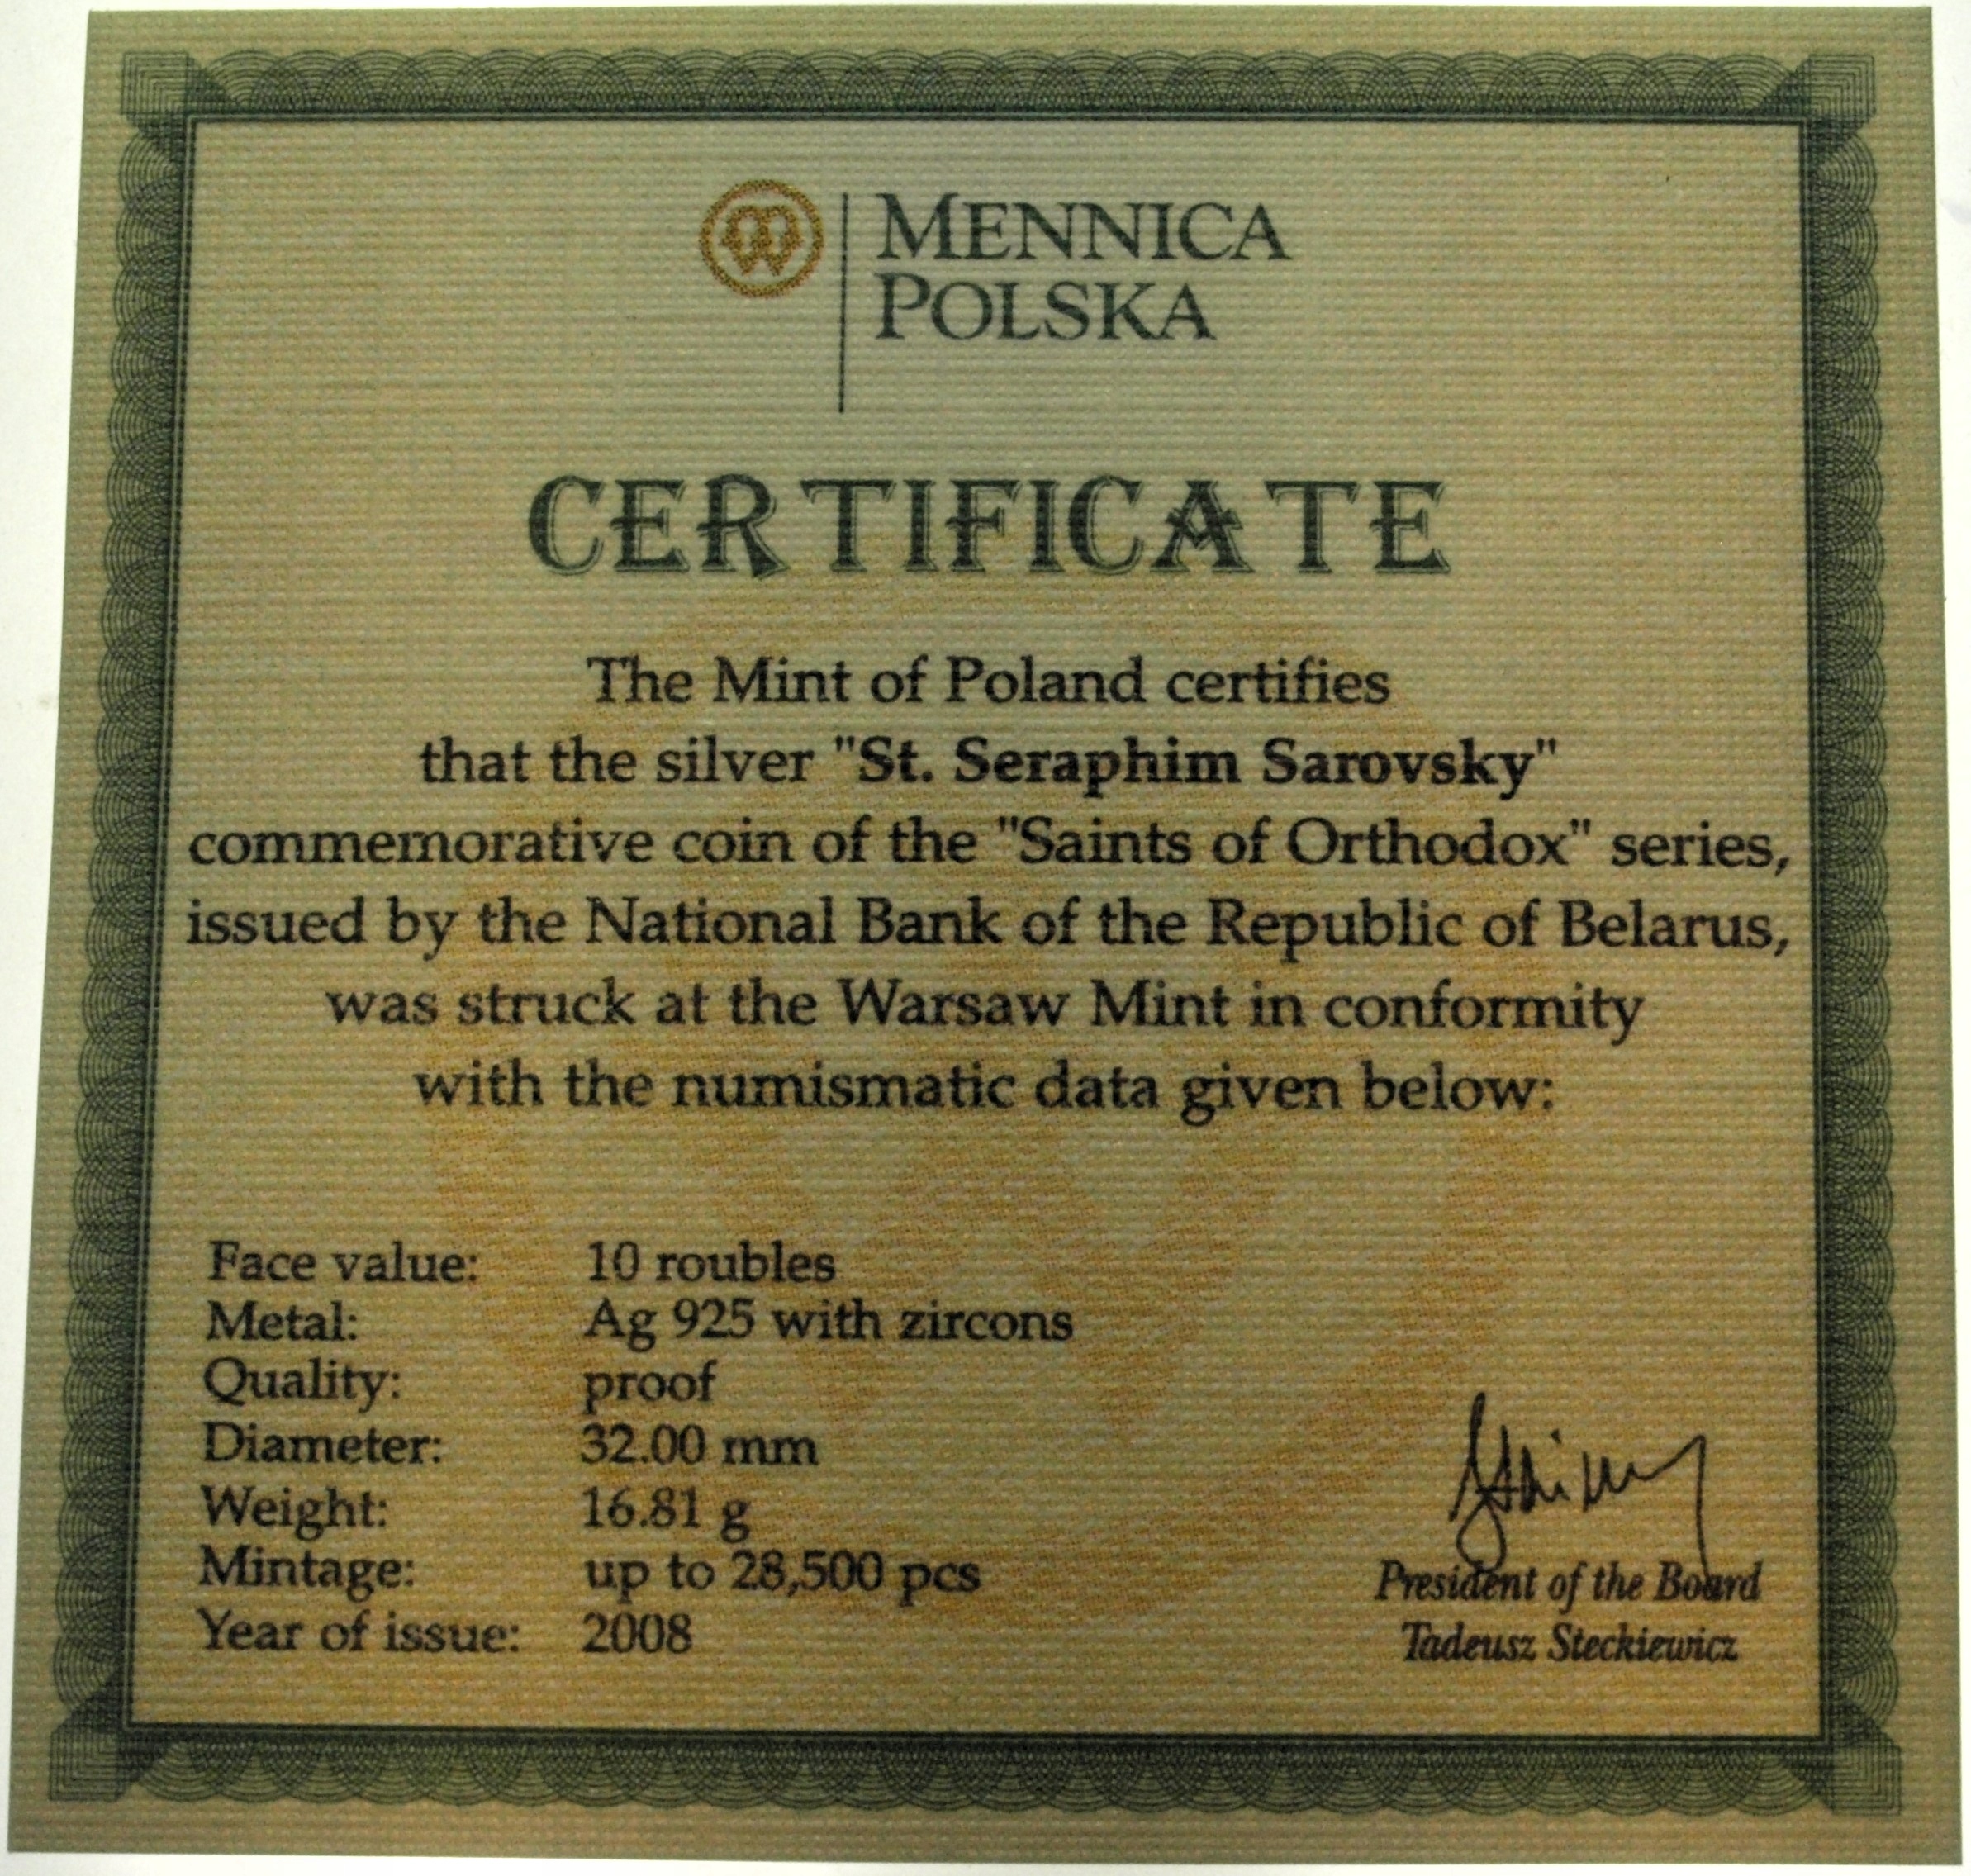 MENNICA
POLSKA
CERTIFICATE
The Mint of Poland certifies
that the silver "St. Seraphim Sarovsky"
commemorative coin of the "Saints of Orthodox" series,
issued by the National Bank of the Republic of Belarus,
was struck at the Warsaw Mint in conformity
with the numismatic data given below:
Face value: 10 roubles
Metal: Ag 925 with zircons
Quality: proof
Diameter: 32.00 mm
Weight: 16.81 g
Mintage: up to 28,500 pcs
Year of issue: 2008
President of the Board
Tadeusz Steckiewicz